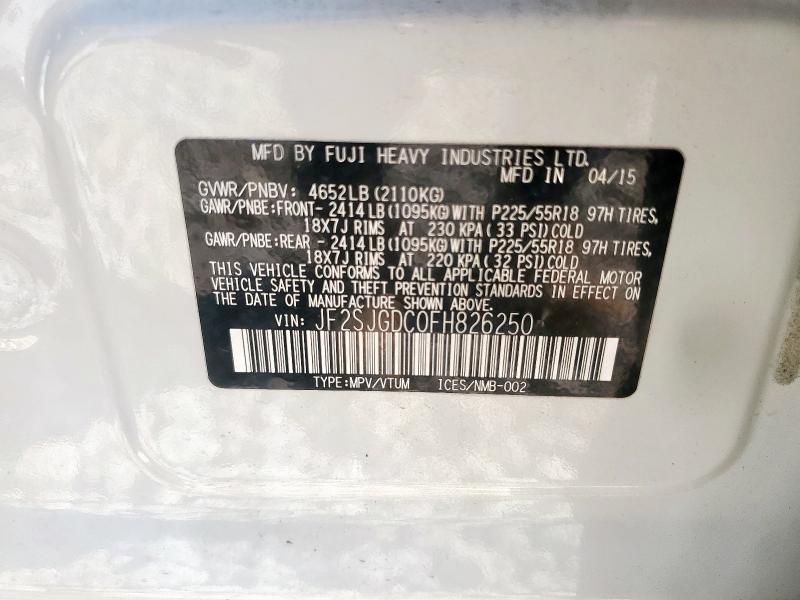 MFD BY FUJI HEAVY INDUSTRIES LTD.
MFD IN 04/15
GVWR/PNBV: 4652LB (2110KG)
GAWR/PNBE:FRONT- 2414LB (1095KG) WITH P225/55R18 97H TIRES,
18X7J RIMS AT 230 KPA (33 PSI) COLD
GAWR/PNBE:REAR - 2414LB (1095KG) WITH P225/55R18 97H TIRES,
18X7J RIMS AT 220 KPA (32 PSI) COLD
THIS VEHICLE CONFORMS TO ALL APPLICABLE FEDERAL MOTOR
VEHICLE SAFETY AND THEFT PREVENTION STANDARDS IN EFFECT ON
THE DATE OF MANUFACTURE SHOWN ABOVE.
VIN: JF2SJGDC0FH826250
TYPE:MPV/VTUM ICES/NMB-002